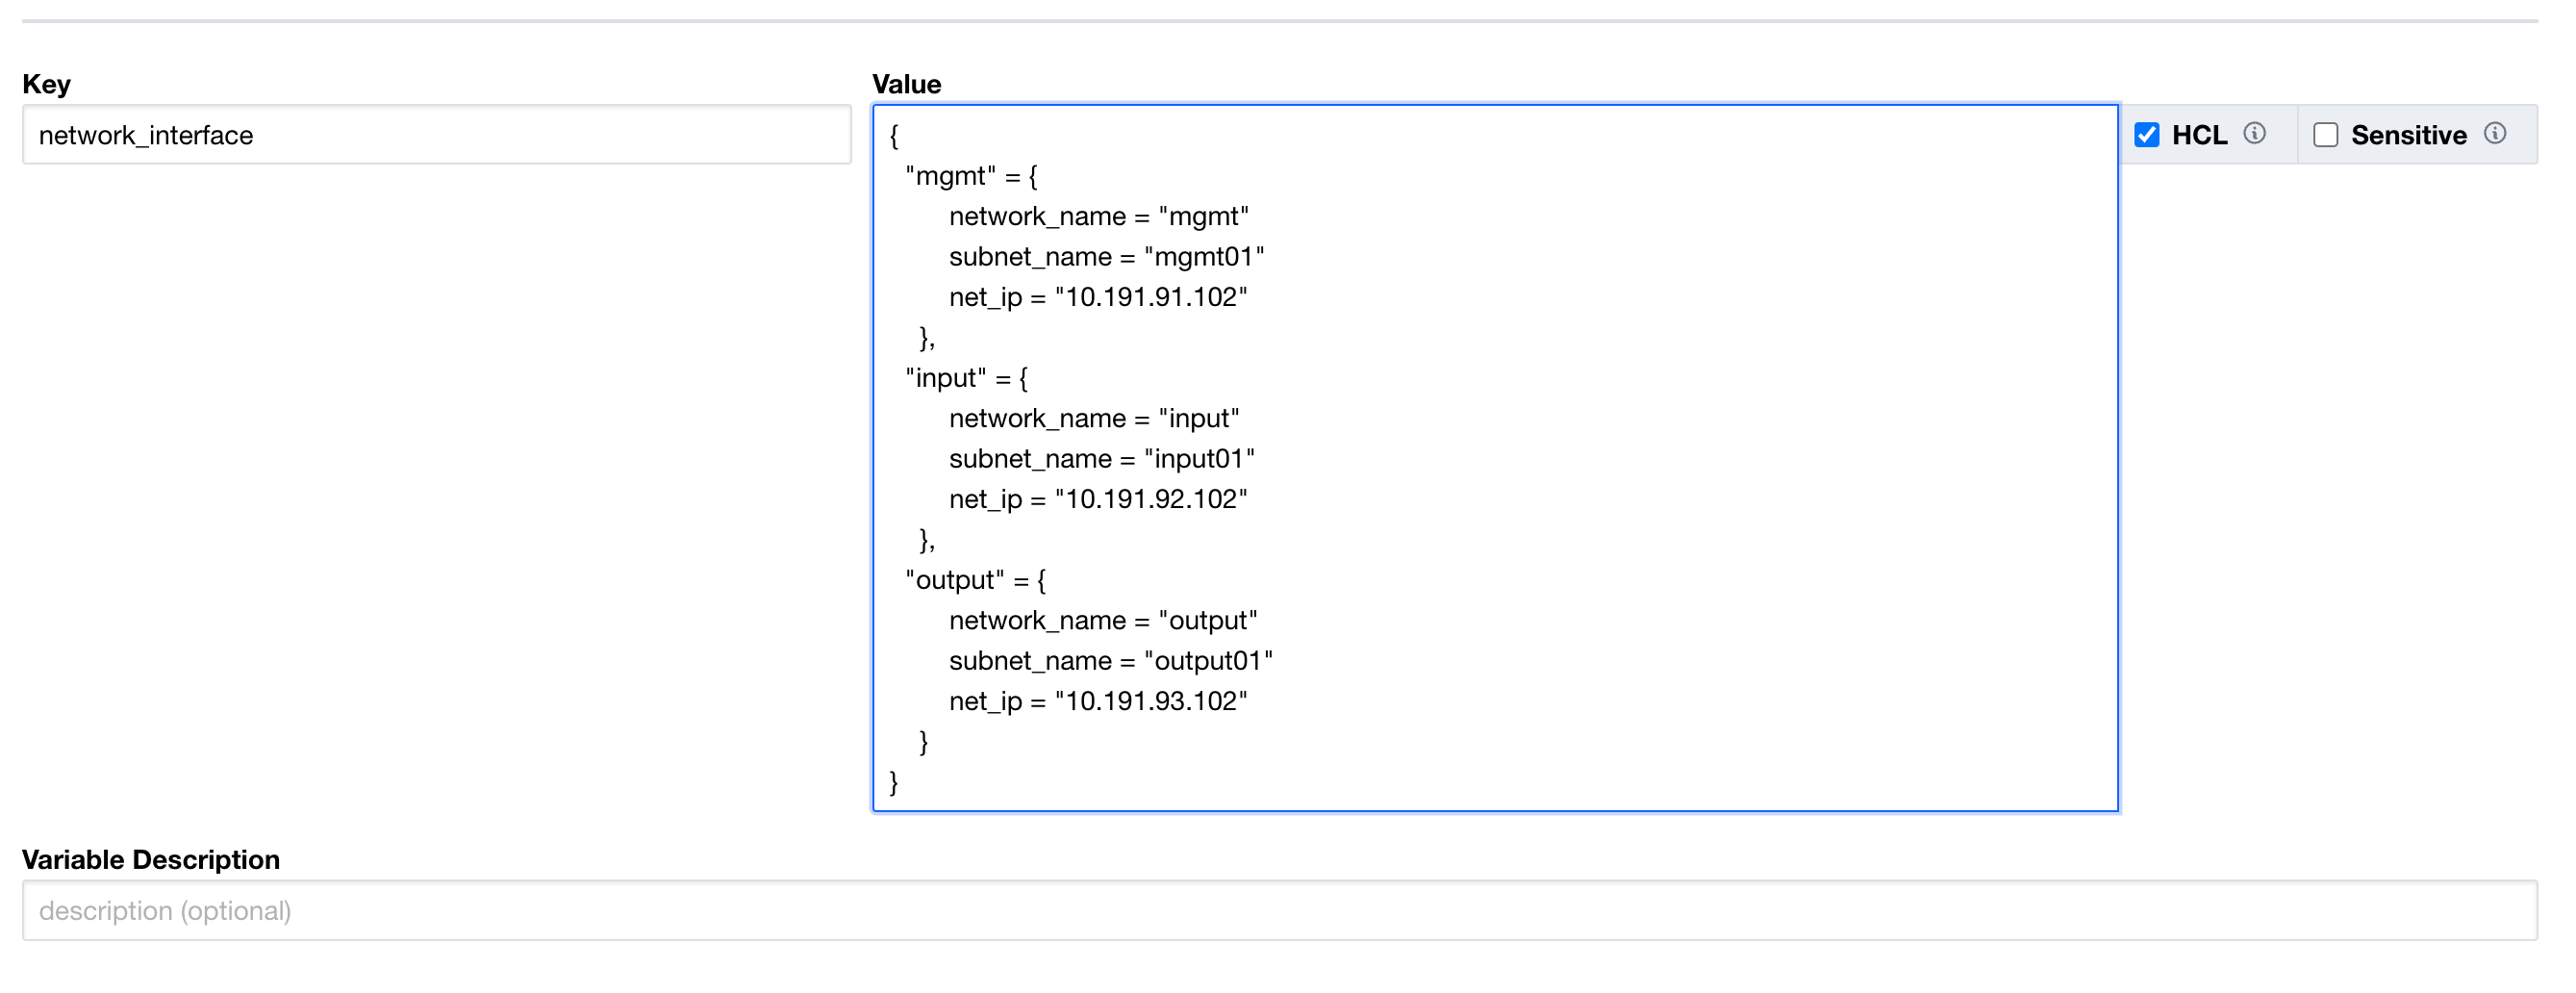 Key
Value
network_interface
{
"mgmt" = {
network_name = "mgmt"
subnet_name = "mgmt01"
net_ip = "10.191.91.102"
},
"input" = {
network_name = "input"
subnet_name = "input01"
net_ip = "10.191.92.102"
},
"output" = {
network_name = "output"
subnet_name = "output01"
net_ip = "10.191.93.102"
}
}
HCL
Sensitive
Variable Description
description (optional)